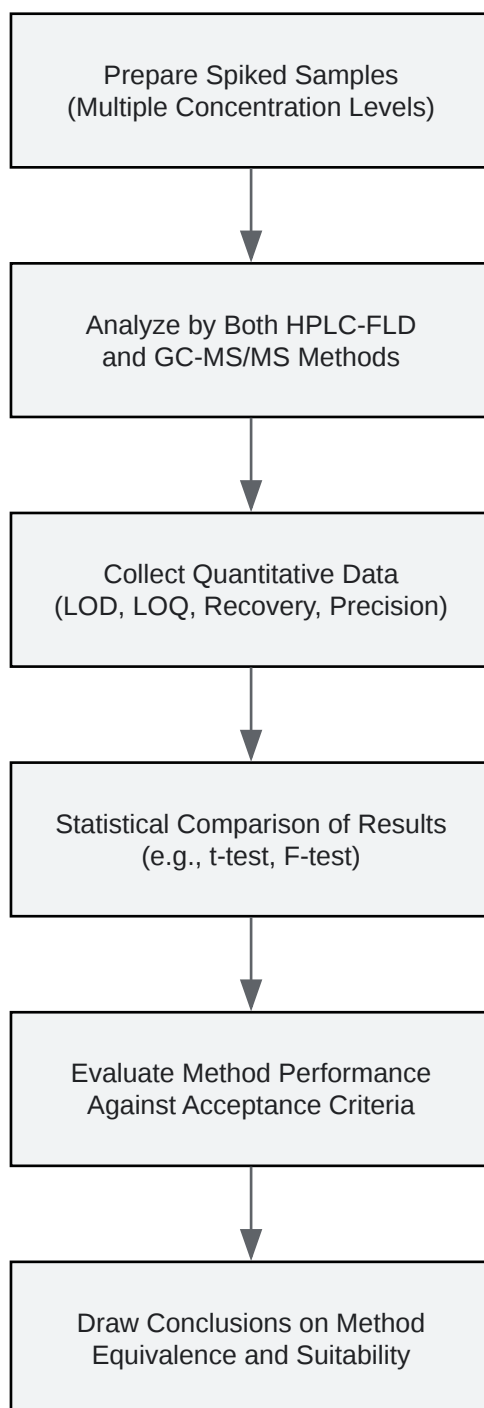 Prepare Spiked Samples
(Multiple Concentration Levels)
Analyze by Both HPLC-FLD
and GC-MS/MS Methods
Collect Quantitative Data
(LOD, LOQ, Recovery, Precision)
Statistical Comparison of Results
(e.g., t-test, F-test)
Evaluate Method Performance
Against Acceptance Criteria
Draw Conclusions on Method
Equivalence and Suitability